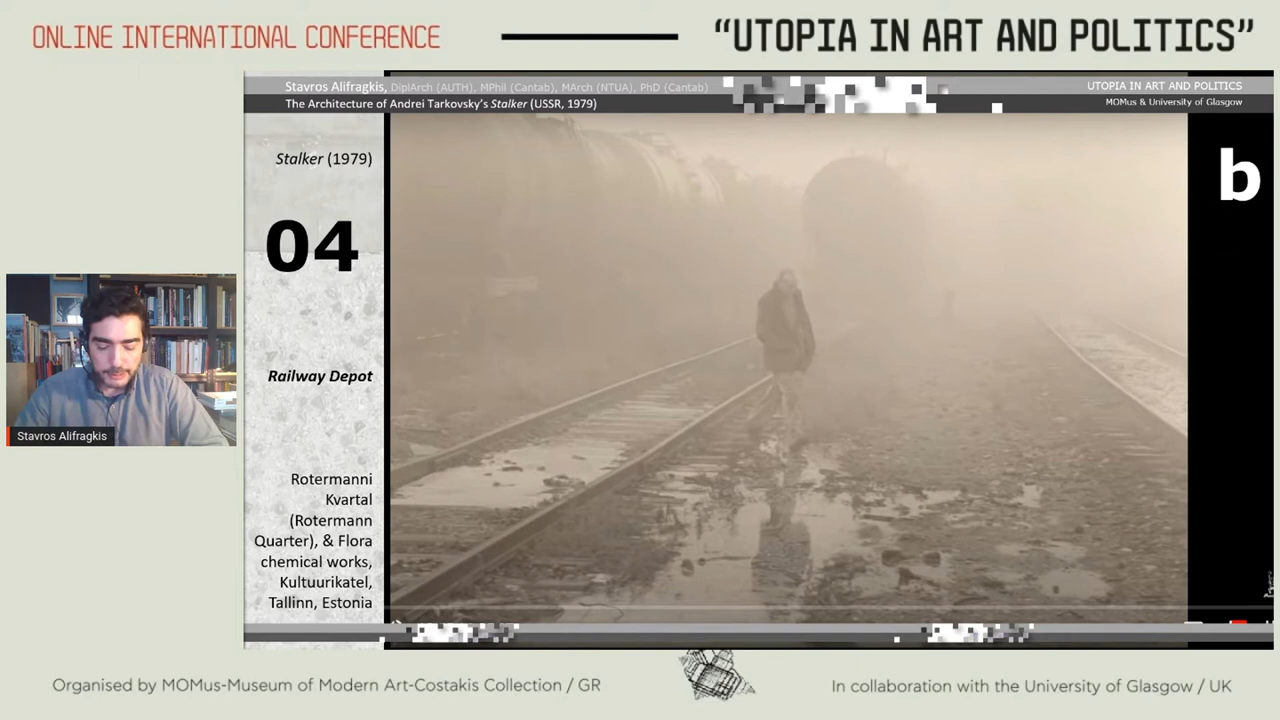 ONLINE INTERNATIONAL CONFERENCE
“UTOPIA IN ART AND POLITICS”
Stavros Alifragkis, DiplArch (AUTH), MPhil (Cantab), MArch (NTUA), PhD (Cantab)
The Architecture of Andrei Tarkovsky’s Stalker (USSR, 1979)
UTOPIA IN ART AND POLITICS
MOMus & University of Glasgow
Stalker (1979)
04
Railway Depot
Rotermanni
Kvartal
(Rotermann
Quarter), & Flora
chemical works,
Kultuurikatel,
Tallinn, Estonia
b
Stavros Alifragkis
Organised by MOMus-Museum of Modern Art-Costakis Collection / GR
In collaboration with the University of Glasgow / UK